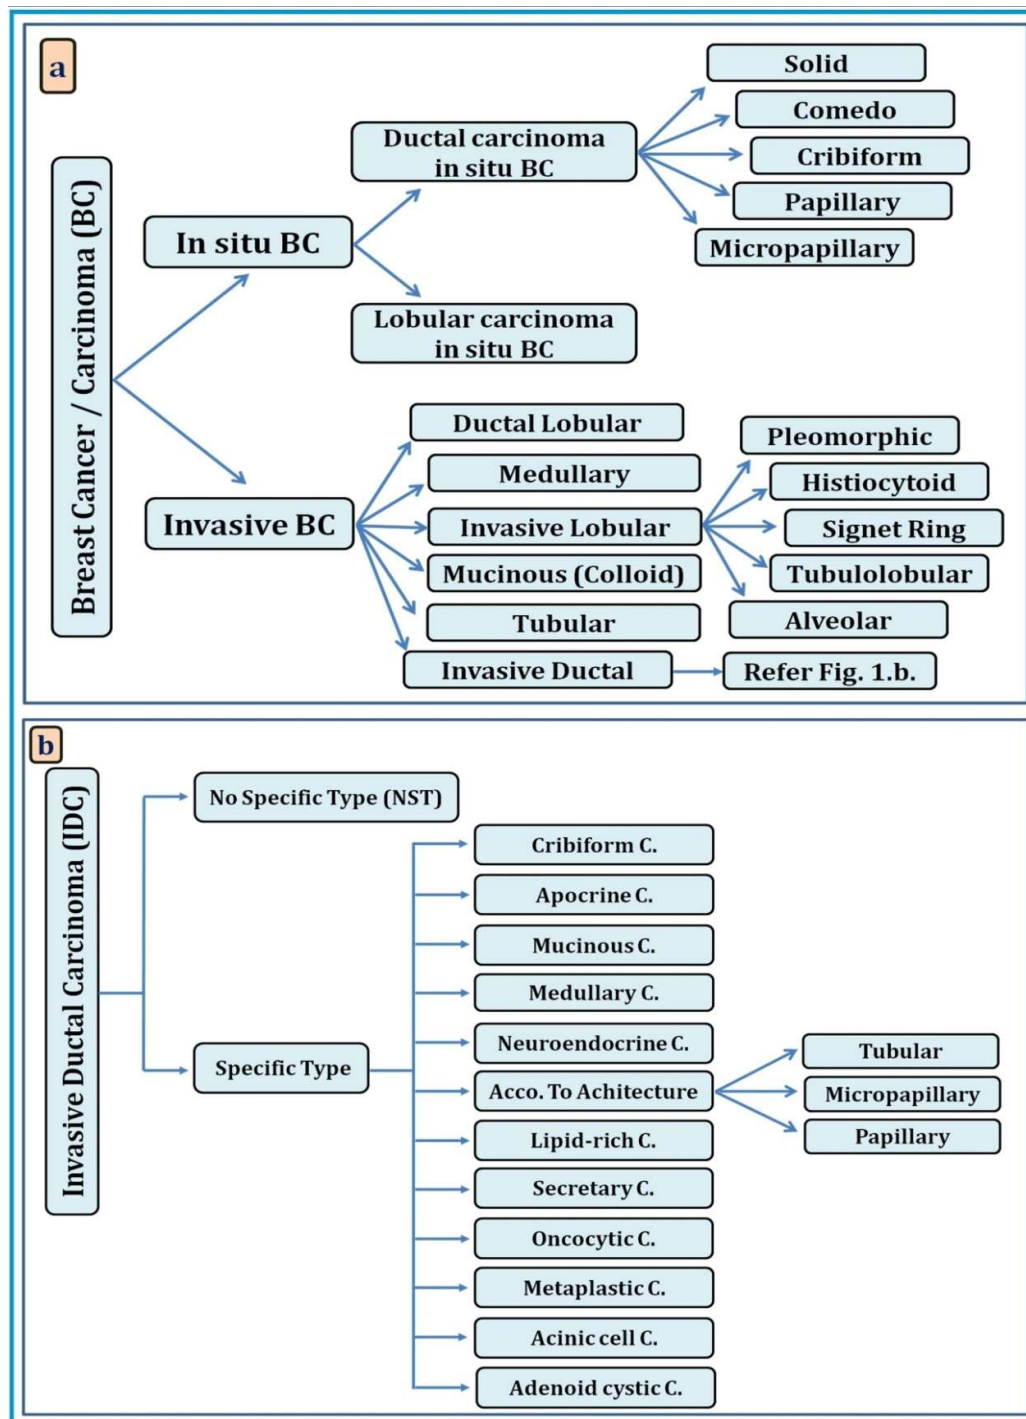 a
Breast Cancer / Carcinoma (BC)
In situ BC
Ductal carcinoma
in situ BC
Solid
Comedo
Cribiform
Papillary
Micropapillary
Lobular carcinoma
in situ BC
Invasive BC
Ductal Lobular
Medullary
Invasive Lobular
Mucinous (Colloid)
Tubular
Invasive Ductal
Pleomorphic
Histiocytoid
Signet Ring
Tubulolobular
Alveolar
Refer Fig. 1.b.
b
Invasive Ductal Carcinoma (IDC)
No Specific Type (NST)
Specific Type
Cribiform C.
Apocrine C.
Mucinous C.
Medullary C.
Neuroendocrine C.
Acco. To Achitecture
Lipid-rich C.
Secretary C.
Oncocytic C.
Metaplastic C.
Acinic cell C.
Adenoid cystic C.
Tubular
Micropapillary
Papillary